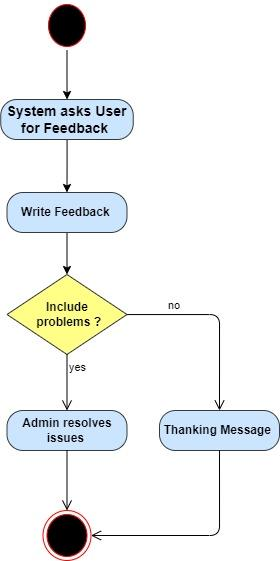 System asks User
for Feedback
Write Feedback
Include
problems ?
no
yes
Admin resolves
issues
Thanking Message